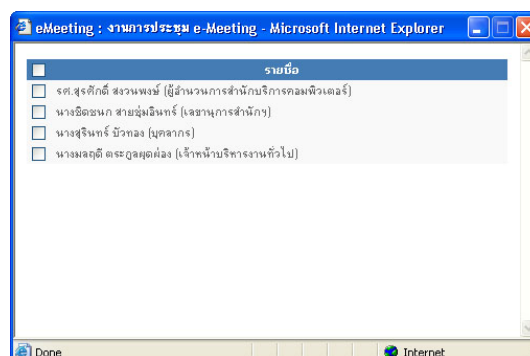 eMeeting : งานการประชุม e-Meeting - Microsoft Internet Explorer
รายชื่อ
รศ.สุรศักดิ์ สงวนพงษ์ (ผู้อำนวนการสำนักบริการคอมพิวเตอร์)
นางชิดชนก สายชุ่มอินทร์ (เลขานุการสำนักฯ)
นางสุรินทร์ บัวทอง (บุคลากร)
นางมลฤดี ตระกูลผุดผ่อง (เจ้าหน้าบริหารงานทั่วไป)
Done
Internet